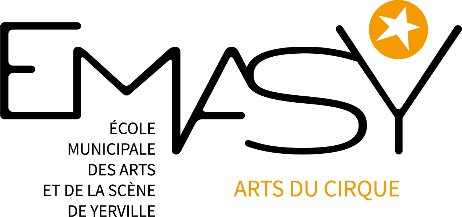 EMASY
ÉCOLE
MUNICIPALE
DES ARTS
ET DE LA SCÈNE
DE YERVILLE
ARTS DU CIRQUE